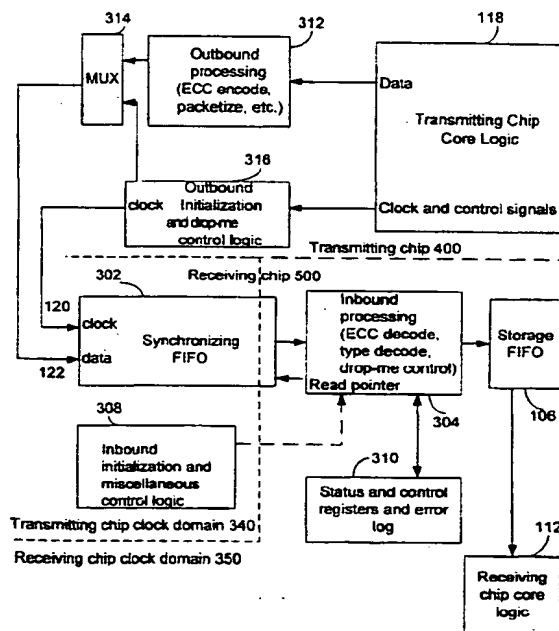 314
312
118
MUX
Outbound
processing
(ECC encode,
packetize, etc.)
Data
Transmitting Chip
Core Logic
316
clock
Outbound
Initialization
and drop-me
control logic
Clock and control signals
Transmitting chip 400
Receiving chip 500
302
120
clock
data
122
Synchronizing
FIFO
Inbound
processing
(ECC decode,
type decode,
drop-me control)
Read pointer
304
Storage
FIFO
106
308
Inbound
initialization and
miscellaneous
control logic
310
Status and control
registers and error
log
Transmitting chip clock domain 340
Receiving chip clock domain 350
112
Receiving
chip core
logic